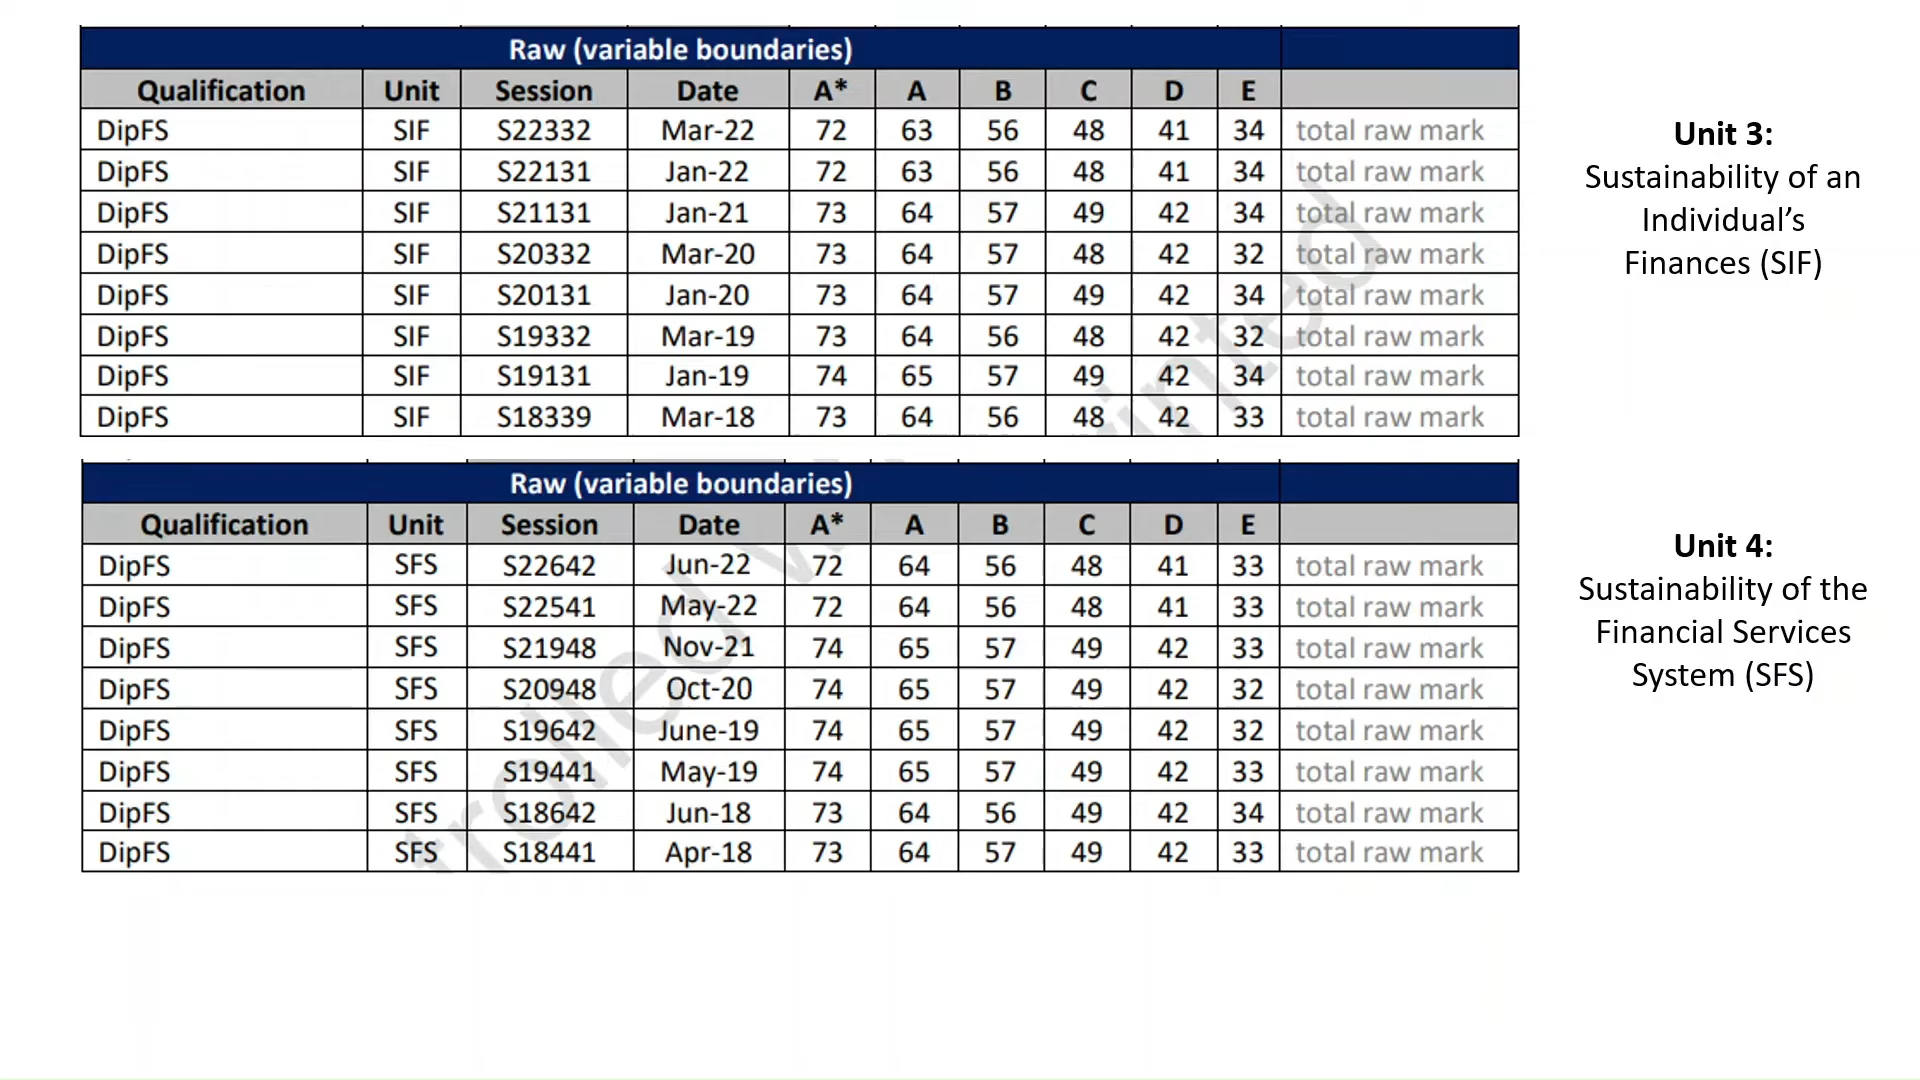 Raw (variable boundaries)
Qualification Unit Session Date A* A B C D E
DipFS SIF S22332 Mar-22 72 63 56 48 41 34 total raw mark
DipFS SIF S22131 Jan-22 72 63 56 48 41 34 total raw mark
DipFS SIF S21131 Jan-21 73 64 57 49 42 34 total raw mark
DipFS SIF S20332 Mar-20 73 64 57 48 42 32 total raw mark
DipFS SIF S20131 Jan-20 73 64 57 49 42 34 total raw mark
DipFS SIF S19332 Mar-19 73 64 56 48 42 32 total raw mark
DipFS SIF S19131 Jan-19 74 65 57 49 42 34 total raw mark
DipFS SIF S18339 Mar-18 73 64 56 48 42 33 total raw mark
Unit 3:
Sustainability of an
Individual’s
Finances (SIF)
Raw (variable boundaries)
Qualification Unit Session Date A* A B C D E
DipFS SFS S22642 Jun-22 72 64 56 48 41 33 total raw mark
DipFS SFS S22541 May-22 72 64 56 48 41 33 total raw mark
DipFS SFS S21948 Nov-21 74 65 57 49 42 33 total raw mark
DipFS SFS S20948 Oct-20 74 65 57 49 42 32 total raw mark
DipFS SFS S19642 June-19 74 65 57 49 42 32 total raw mark
DipFS SFS S19441 May-19 74 65 57 49 42 33 total raw mark
DipFS SFS S18642 Jun-18 73 64 56 49 42 34 total raw mark
DipFS SFS S18441 Apr-18 73 64 57 49 42 33 total raw mark
Unit 4:
Sustainability of the
Financial Services
System (SFS)